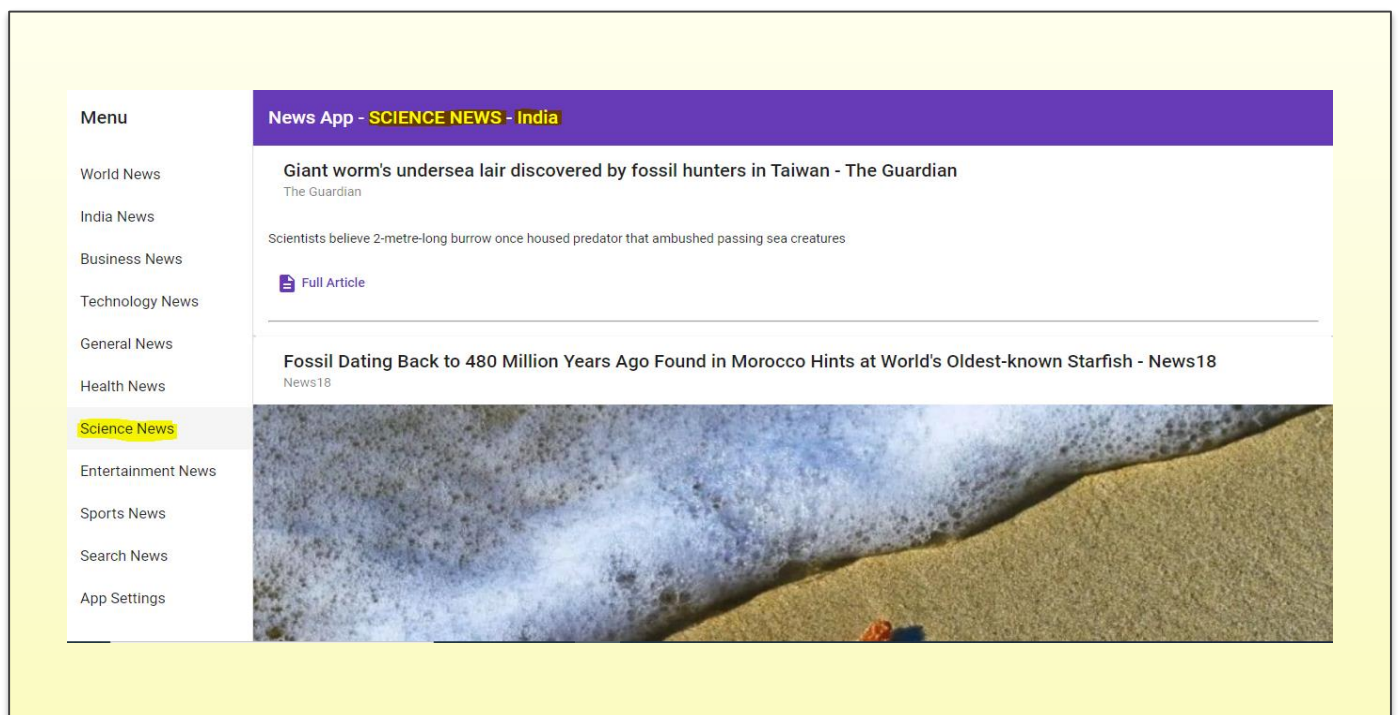 Menu
World News
India News
Business News
Technology News
General News
Health News
Science News
Entertainment News
Sports News
Search News
App Settings
News App - SCIENCE NEWS - India
Giant worm's undersea lair discovered by fossil hunters in Taiwan - The Guardian
The Guardian
Scientists believe 2-metre-long burrow once housed predator that ambushed passing sea creatures
Full Article
Fossil Dating Back to 480 Million Years Ago Found in Morocco Hints at World's Oldest-known Starfish - News18
News18